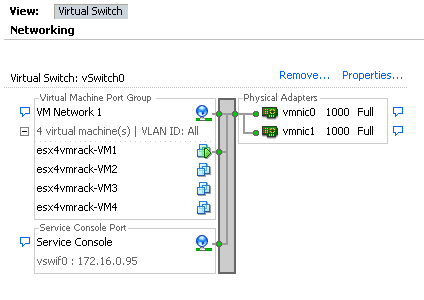 View: Virtual Switch
Networking
Virtual Switch: vSwitch0 Remove... Properties...
Virtual Machine Port Group Physical Adapters
VM Network 1 vmnic0 1000 Full
4 virtual machine(s) | VLAN ID: All vmnic1 1000 Full
esx4vmrack-VM1
esx4vmrack-VM2
esx4vmrack-VM3
esx4vmrack-VM4
Service Console Port
Service Console
vswif0 : 172.16.0.95